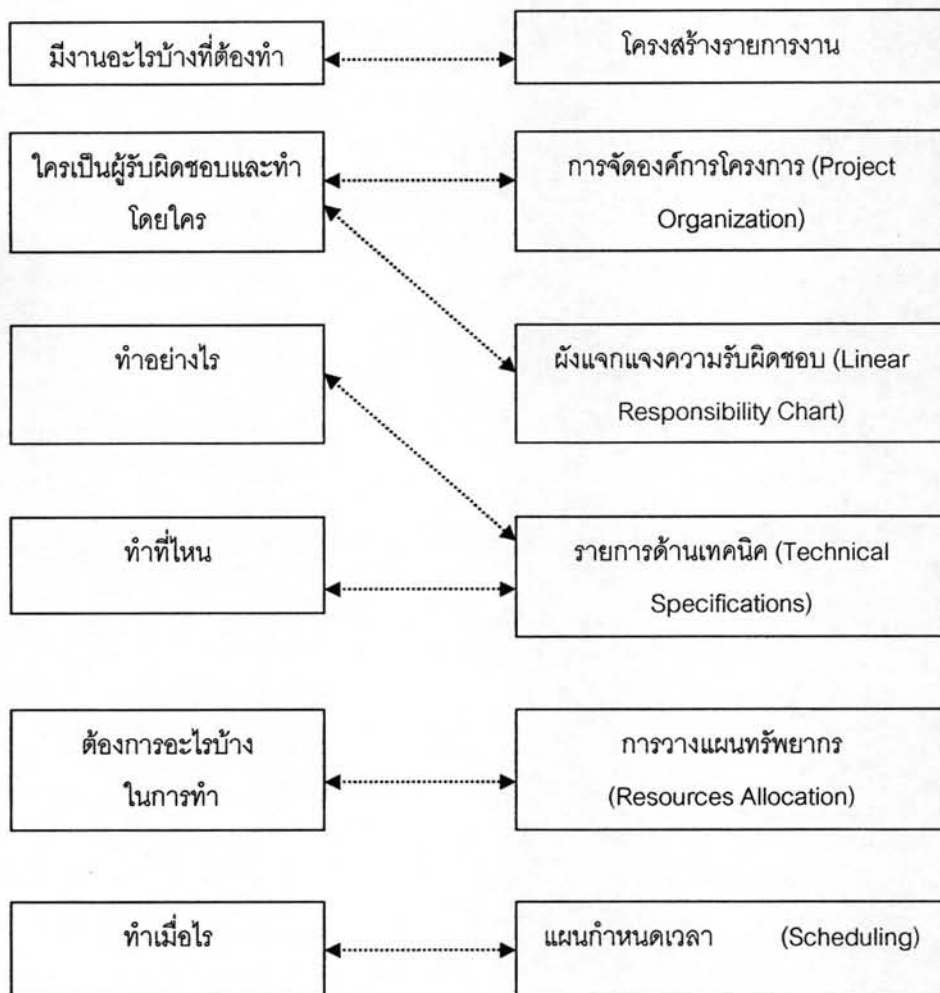 มีงานอะไรบ้างที่ต้องทำ
โครงสร้างรายการงาน
ใครเป็นผู้รับผิดชอบและทำ
โดยใคร
การจัดองค์การโครงการ (Project
Organization)
ทำอย่างไร
ผังแจกแจงความรับผิดชอบ (Linear
Responsibility Chart)
ทำที่ไหน
รายการด้านเทคนิค (Technical
Specifications)
ต้องการอะไรบ้าง
ในการทำ
การวางแผนทรัพยากร
(Resources Allocation)
ทำเมื่อไร
แผนกำหนดเวลา (Scheduling)